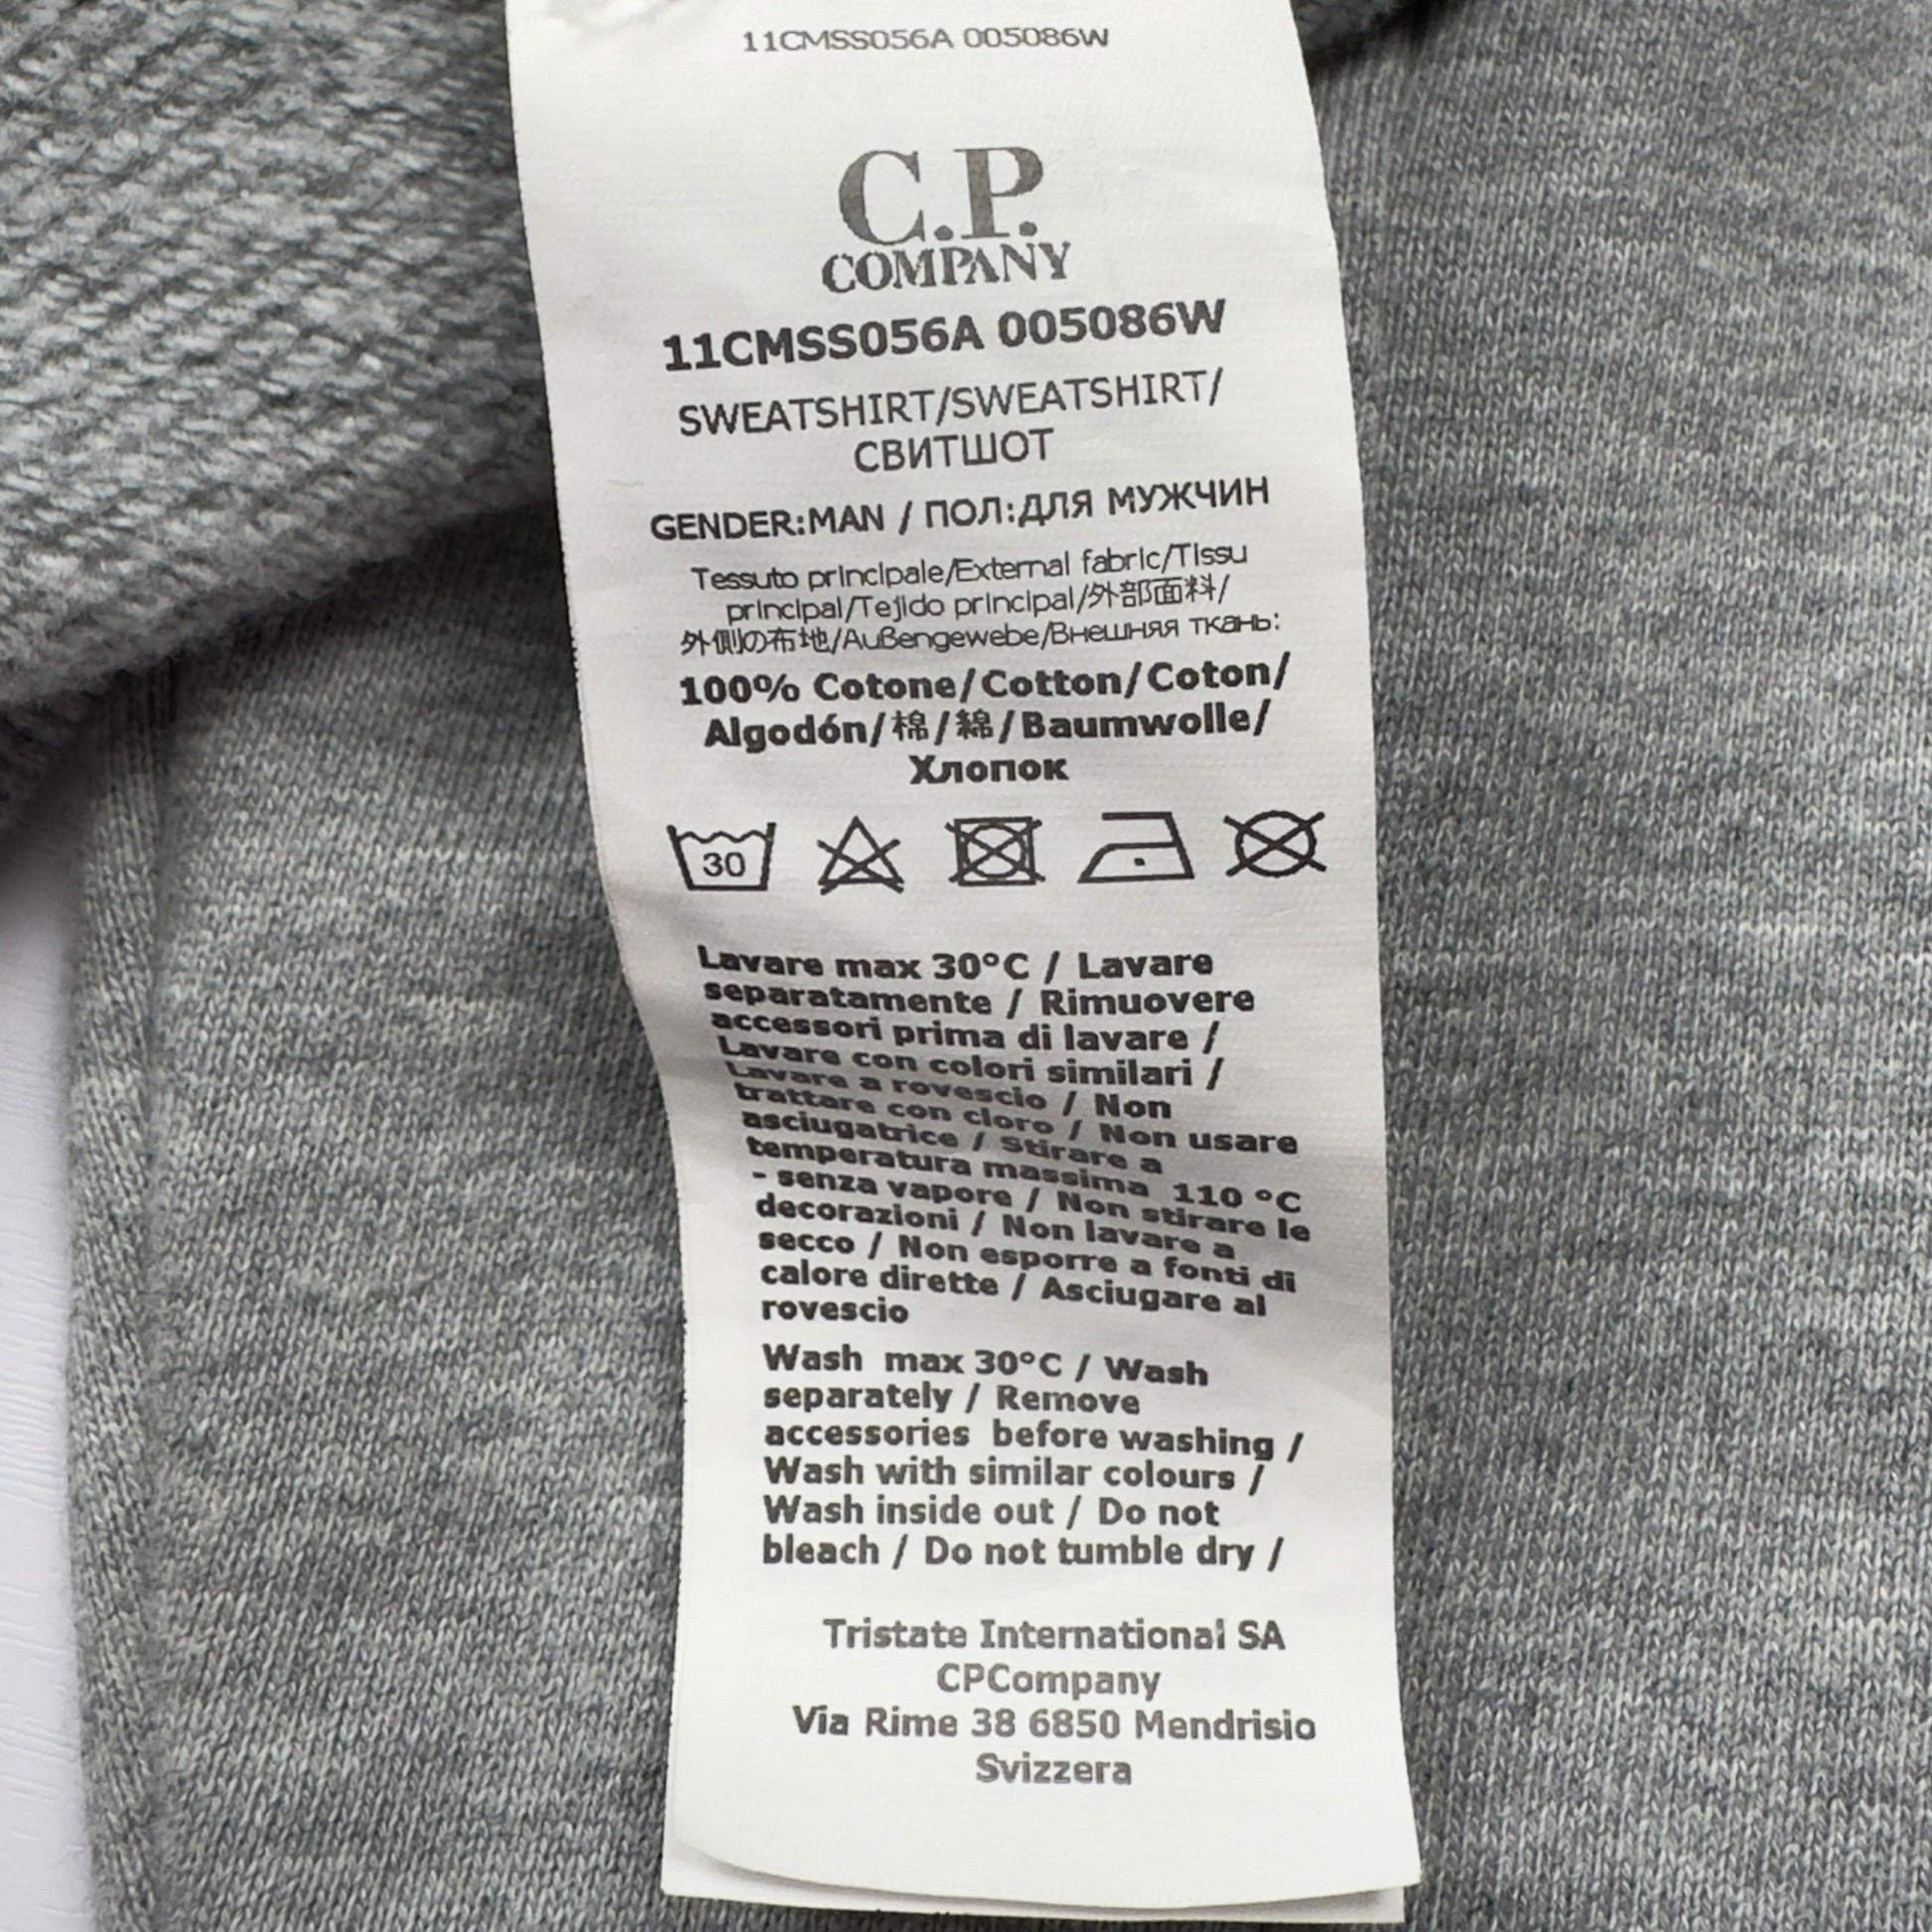 11CMSS056A 005086W
C.P.
COMPANY
11CMSS056A 005086W
SWEATSHIRT/SWEATSHIRT/
СВИТШОТ
GENDER:MAN / ПОЛ:ДЛЯ МУЖЧИН
Tessuto principale/External fabric/Tissu
principal/Tejido principal/外部面料/
外側の布地/Außengewebe/Внешняя ткань:
100% Cotone/Cotton/Coton/
Algodón/棉/綿/Baumwolle/
Хлопок
30
Lavare max 30°C / Lavare
separatamente / Rimuovere
accessori prima di lavare /
Lavare con colori similari /
Lavare a rovescio / Non
trattare con cloro / Non usare
asciugatrice / Stirare a
temperatura massima 110 °C
- senza vapore / Non stirare le
decorazioni / Non lavare a
secco / Non esporre a fonti di
calore dirette / Asciugare al
rovescio
Wash max 30°C / Wash
separately / Remove
accessories before washing /
Wash with similar colours /
Wash inside out / Do not
bleach / Do not tumble dry /
Tristate International SA
CPCompany
Via Rime 38 6850 Mendrisio
Svizzera